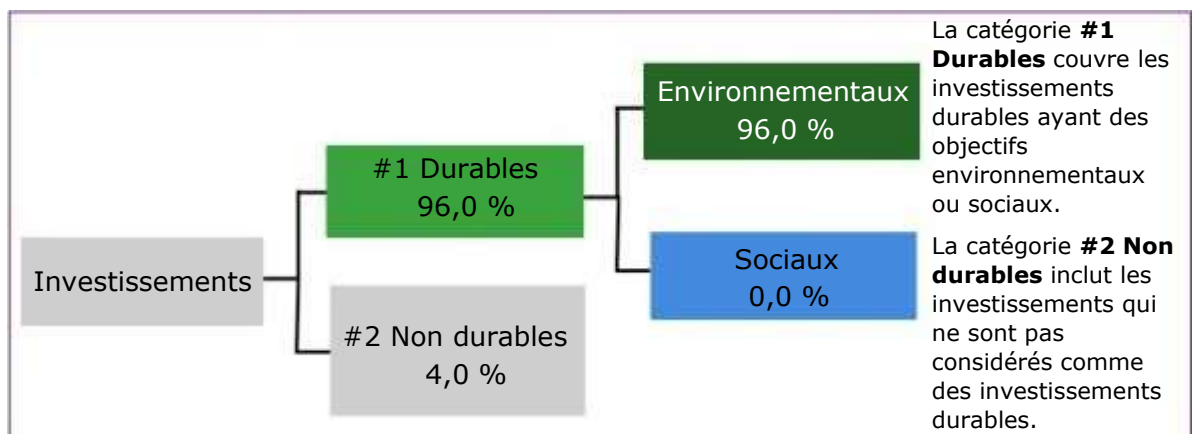 Investissements
#1 Durables
96,0 %
#2 Non durables
4,0 %
Environnementaux
96,0 %
Sociaux
0,0 %
La catégorie #1
Durables couvre les
investissements
durables ayant des
objectifs
environnementaux
ou sociaux.
La catégorie #2 Non
durables inclut les
investissements qui
ne sont pas
considérés comme
des investissements
durables.